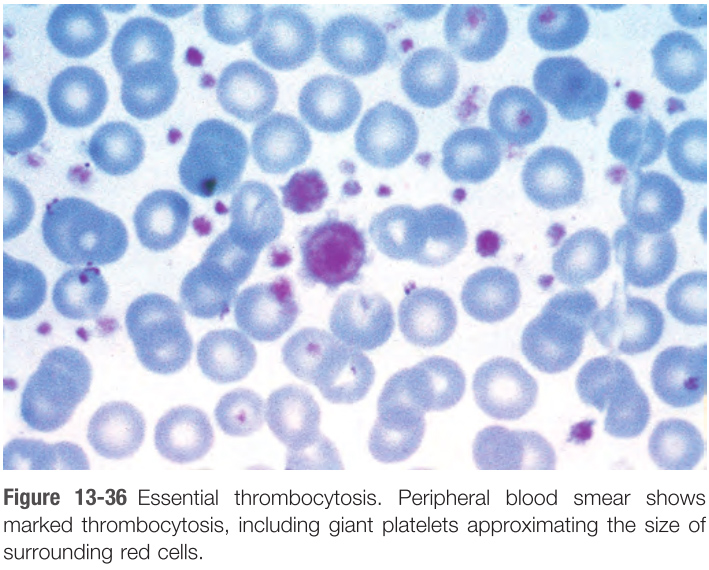 Figure 13-36 Essential thrombocytosis. Peripheral blood smear shows
marked thrombocytosis, including giant platelets approximating the size of
surrounding red cells.